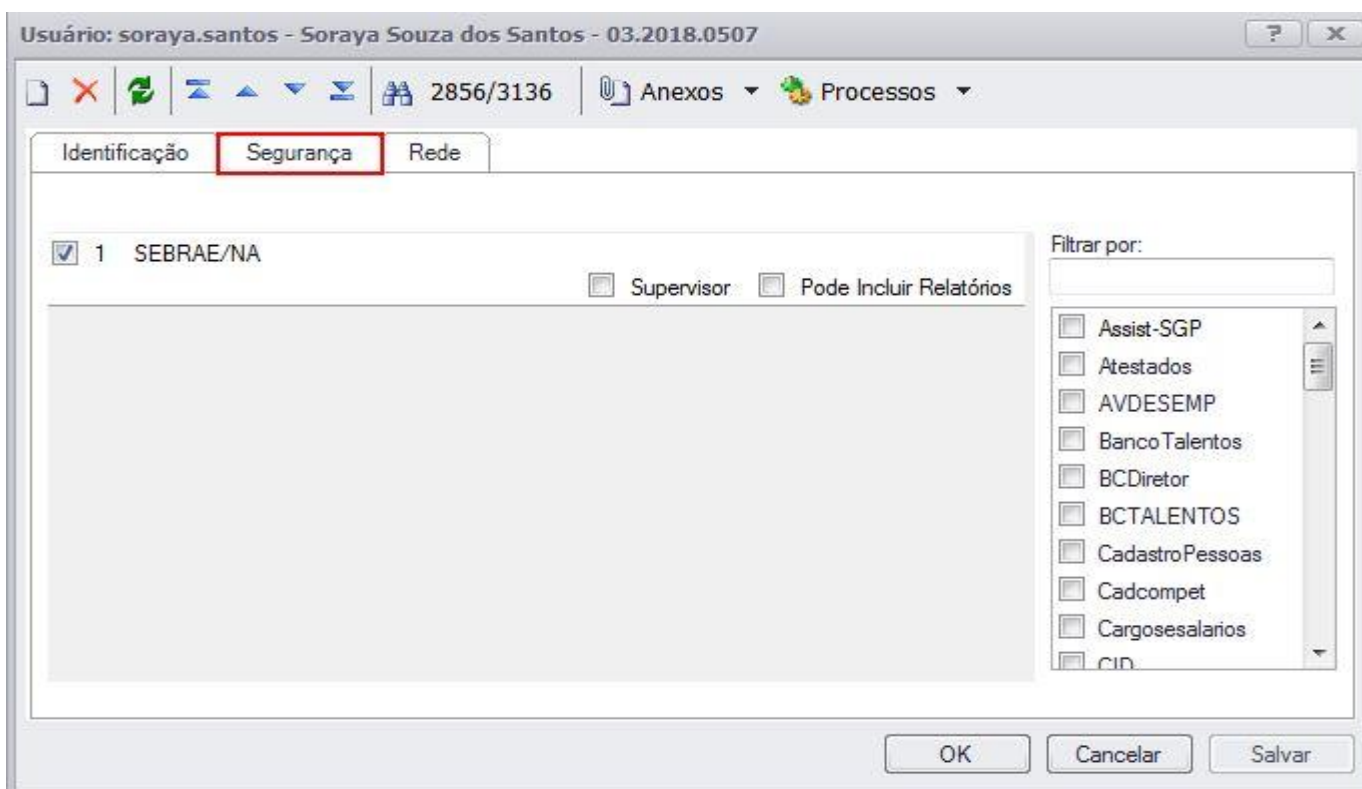 Usuário: soraya.santos - Soraya Souza dos Santos - 03.2018.0507
2856/3136 Anexos Processos
Identificação Segurança Rede
1 SEBRAE/NA
Supervisor Pode Incluir Relatórios
Filtrar por:
Assist-SGP
Atestados
AVDESEMP
BancoTalentos
BCDiretor
BCTALENTOS
CadastroPessoas
Cadcompet
Cargosesalarios
CID
OK Cancelar Salvar